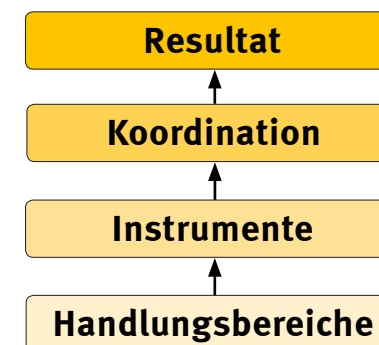 Resultat
Koordination
Instrumente
Handlungsbereiche